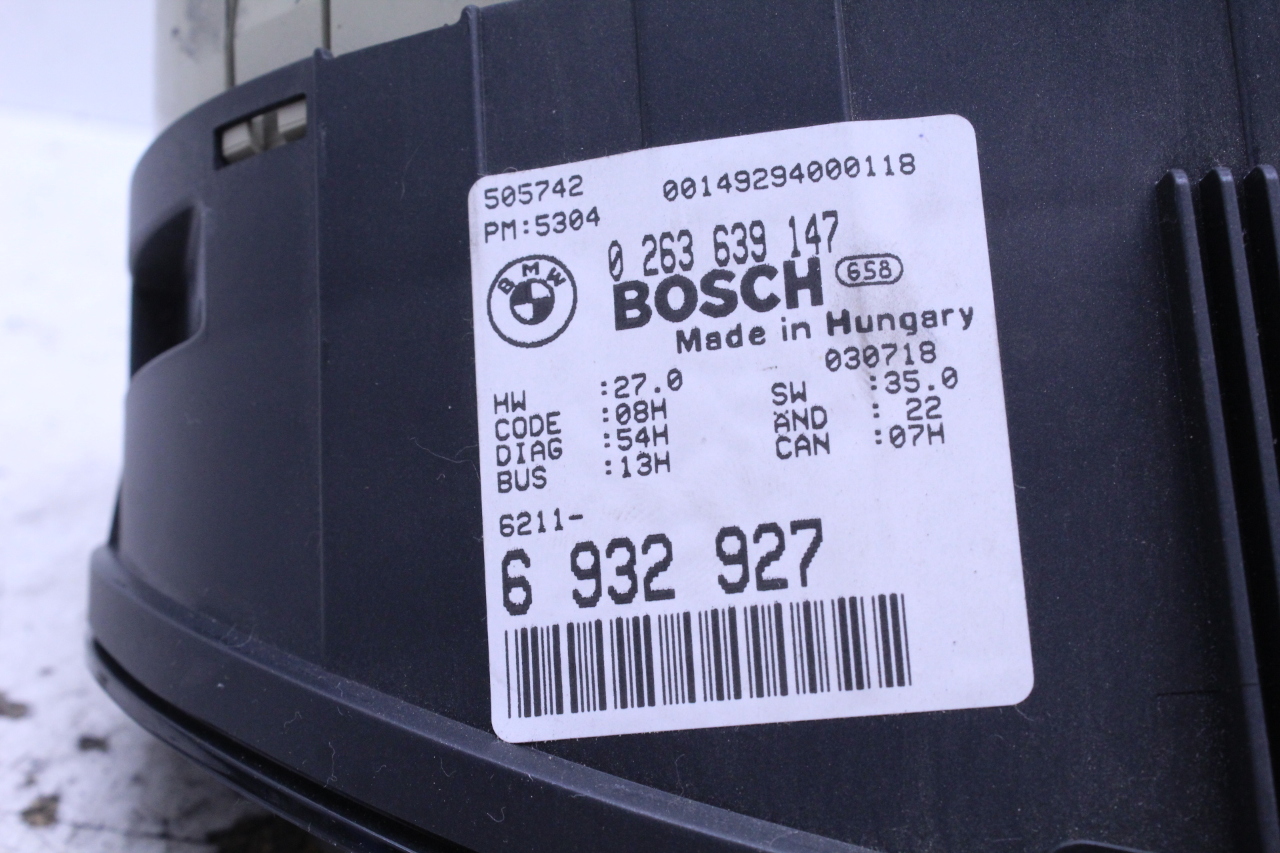 505742 00149294000118
PM:5304
0 263 639 147
BMW
BOSCH 658
Made in Hungary
030718
HW :27.0 SW :35.0
CODE :08H ÄND : 22
DIAG :54H CAN :07H
BUS :13H
6211-
6 932 927